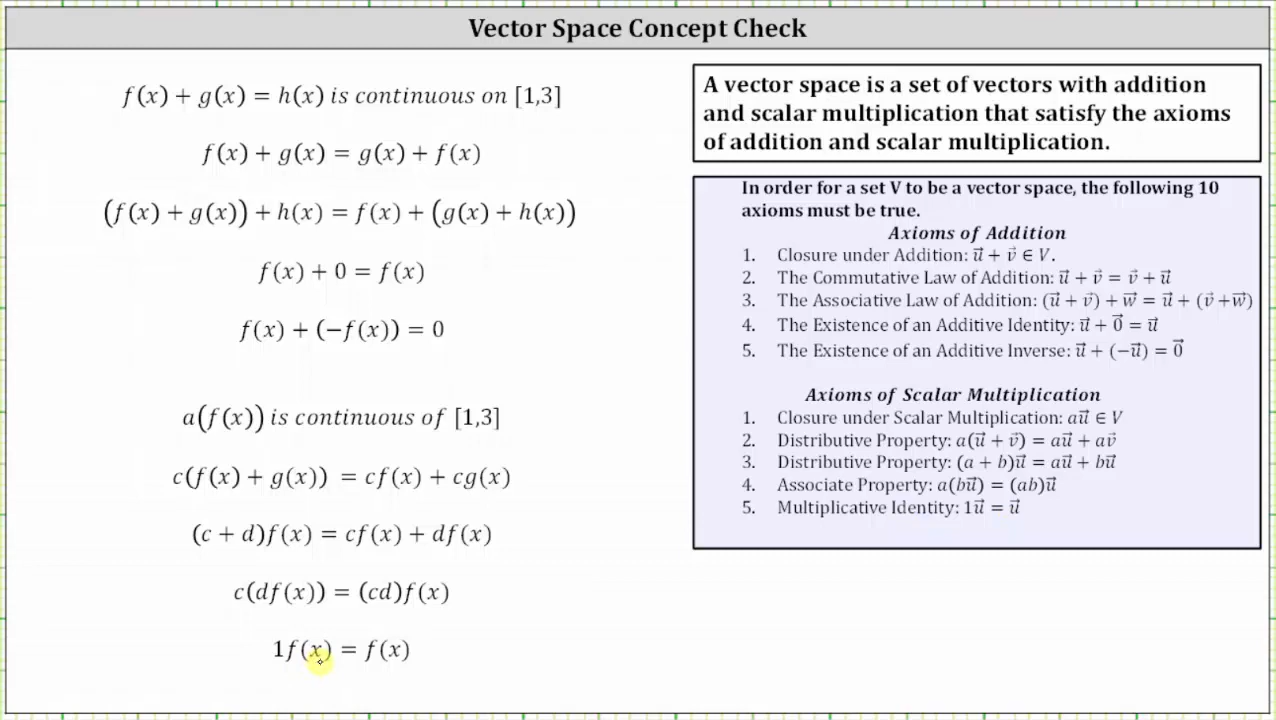 Vector Space Concept Check
f(x) + g(x) = h(x) is continuous on [1,3]
f(x) + g(x) = g(x) + f(x)
(f(x) + g(x)) + h(x) = f(x) + (g(x) + h(x))
f(x) + 0 = f(x)
f(x) + (−f(x)) = 0
a(f(x)) is continuous of [1,3]
c(f(x) + g(x)) = cf(x) + cg(x)
(c + d)f(x) = cf(x) + df(x)
c(df(x)) = (cd)f(x)
1f(x) = f(x)
A vector space is a set of vectors with addition
and scalar multiplication that satisfy the axioms
of addition and scalar multiplication.
In order for a set V to be a vector space, the following 10
axioms must be true.
Axioms of Addition
1. Closure under Addition: u⃗ + v⃗ ∈ V.
2. The Commutative Law of Addition: u⃗ + v⃗ = v⃗ + u⃗
3. The Associative Law of Addition: (u⃗ + v⃗) + w⃗ = u⃗ + (v⃗+w⃗)
4. The Existence of an Additive Identity: u⃗ + 0⃗ = u⃗
5. The Existence of an Additive Inverse: u⃗ + (−u⃗) = 0⃗
Axioms of Scalar Multiplication
1. Closure under Scalar Multiplication: au⃗ ∈ V
2. Distributive Property: a(u⃗ + v⃗) = au⃗ + av⃗
3. Distributive Property: (a + b)u⃗ = au⃗ + bu⃗
4. Associate Property: a(bu⃗) = (ab)u⃗
5. Multiplicative Identity: 1u⃗ = u⃗